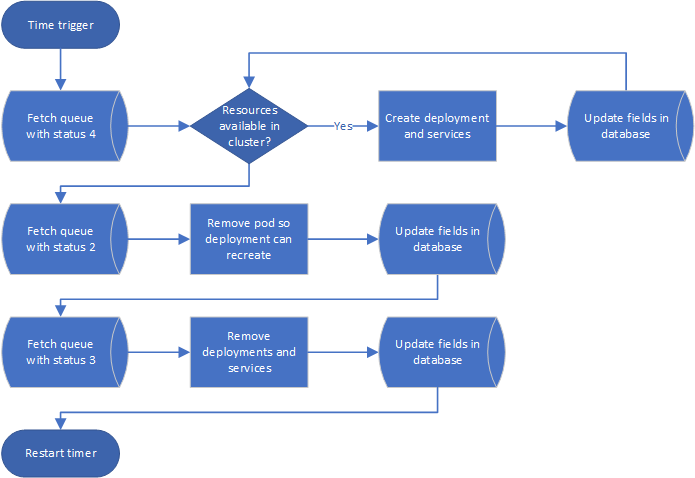 Time trigger
Fetch queue
with status 4
Resources
available in
cluster?
Yes
Create deployment
and services
Update fields in
database
Fetch queue
with status 2
Remove pod so
deployment can
recreate
Update fields in
database
Fetch queue
with status 3
Remove
deployments and
services
Update fields in
database
Restart timer